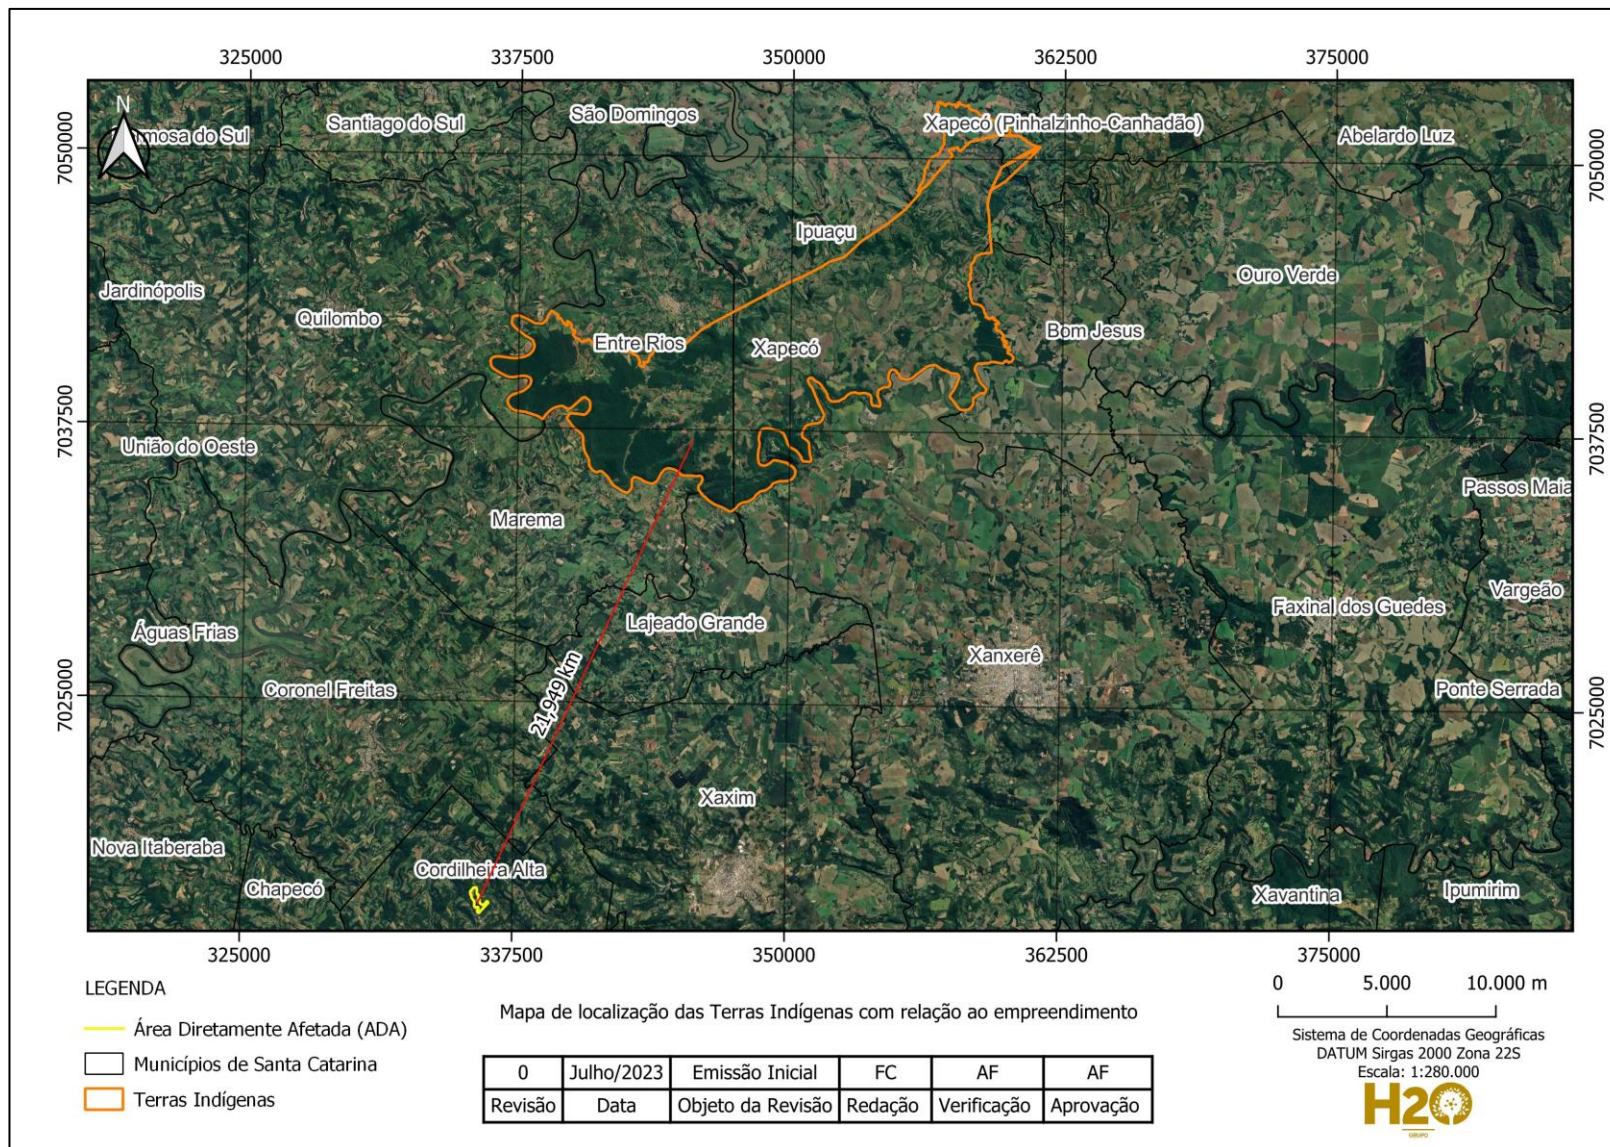 325000
337500
350000
362500
375000
N
7050000
7050000
rmosa do Sul
Santiago do Sul
São Domingos
Xapecó (Pinhalzinho-Canhadão)
Abelardo Luz
Ipuaçu
Jardinópolis
Quilombo
Ouro Verde
Entre Rios
Xapecó
Bom Jesus
7037500
7037500
União do Oeste
Marema
Passos Maia
Águas Frias
Lajeado Grande
Faxinal dos Guedes
Vargeão
Xanxerê
21,949 km
Coronel Freitas
Ponte Serrada
7025000
7025000
Xaxim
Nova Itaberaba
Cordilheira Alta
Chapecó
Xavantina
Ipumirim
325000
337500
350000
362500
375000
LEGENDA
Área Diretamente Afetada (ADA)
Municípios de Santa Catarina
Terras Indígenas
Mapa de localização das Terras Indígenas com relação ao empreendimento
0 Julho/2023 Emissão Inicial FC AF AF
Revisão Data Objeto da Revisão Redação Verificação Aprovação
0 5.000 10.000 m
Sistema de Coordenadas Geográficas
DATUM Sirgas 2000 Zona 22S
Escala: 1:280.000
H2O
GRUPO